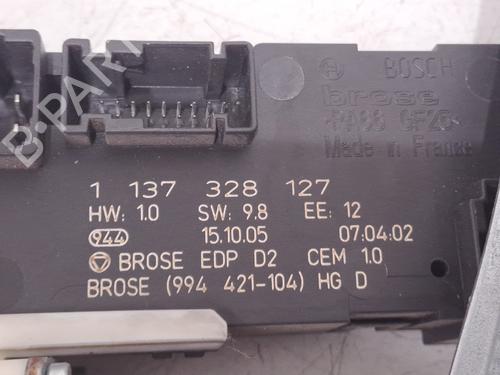 B-PARTS
BOSCH
brose
Made in France
1 137 328 127
HW: 1.0 SW: 9.8 EE: 12
944 15.10.05 07:04:02
BROSE EDP D2 CEM 1.0
BROSE (994 421-104) HG D